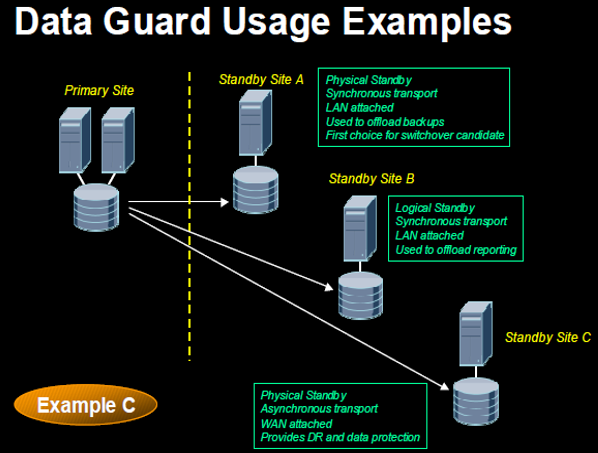 Data Guard Usage Examples
Primary Site
Standby Site A
Physical Standby
Synchronous transport
LAN attached
Used to offload backups
First choice for switchover candidate
Standby Site B
Logical Standby
Synchronous transport
LAN attached
Used to offload reporting
Standby Site C
Physical Standby
Asynchronous transport
WAN attached
Provides DR and data protection
Example C